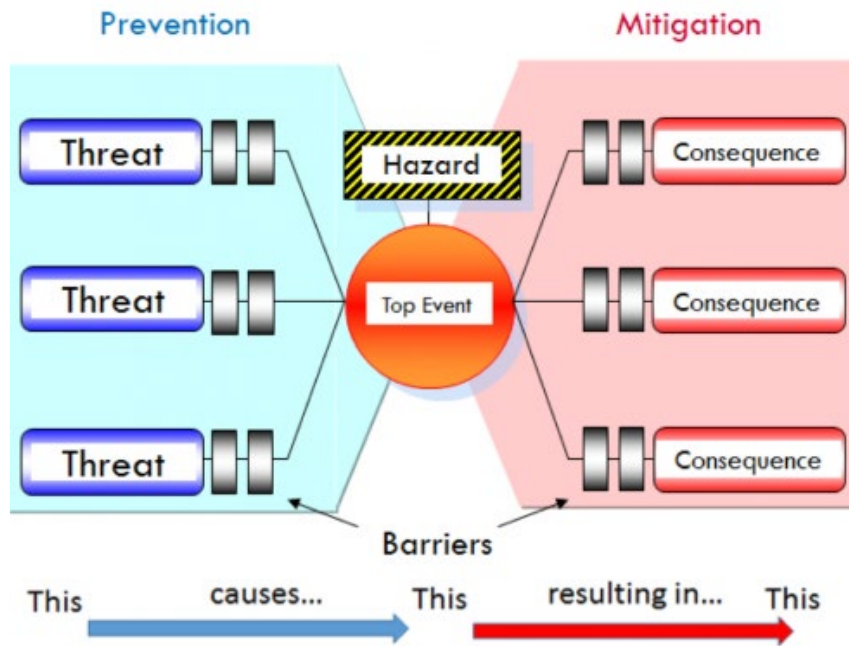 Prevention
Mitigation
Threat
Hazard
Consequence
Threat
Top Event
Consequence
Threat
Consequence
Barriers
This causes... This resulting in... This